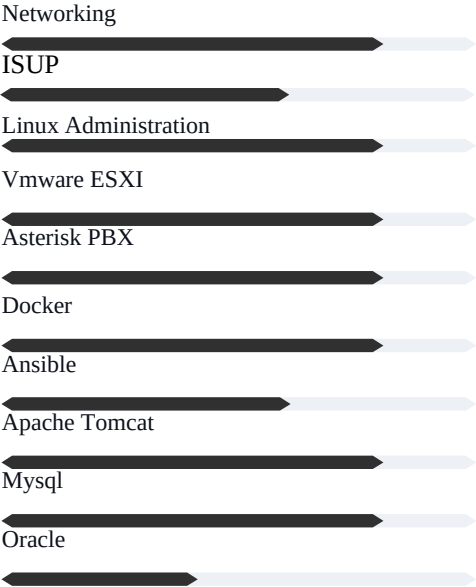 Networking
ISUP
Linux Administration
Vmware ESXI
Asterisk PBX
Docker
Ansible
Apache Tomcat
Mysql
Oracle